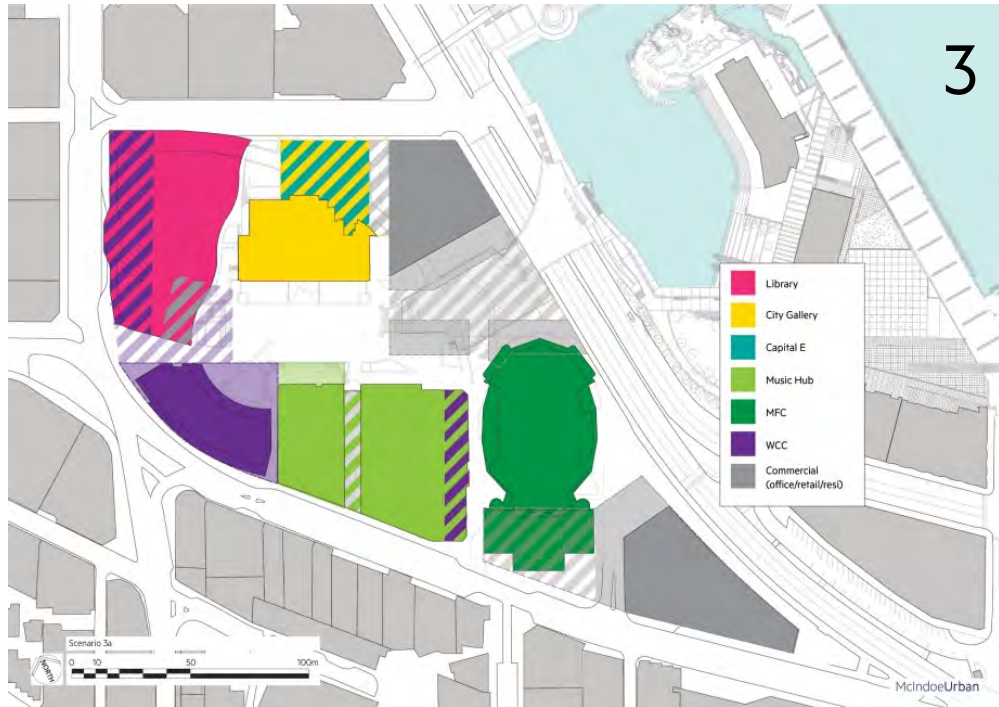 3
Library
City Gallery
Capital E
Music Hub
MFC
WCC
Commercial
(office/retail/resi)
Scenario 3a
0 10 50 100m
NORTH
McIndoeUrban